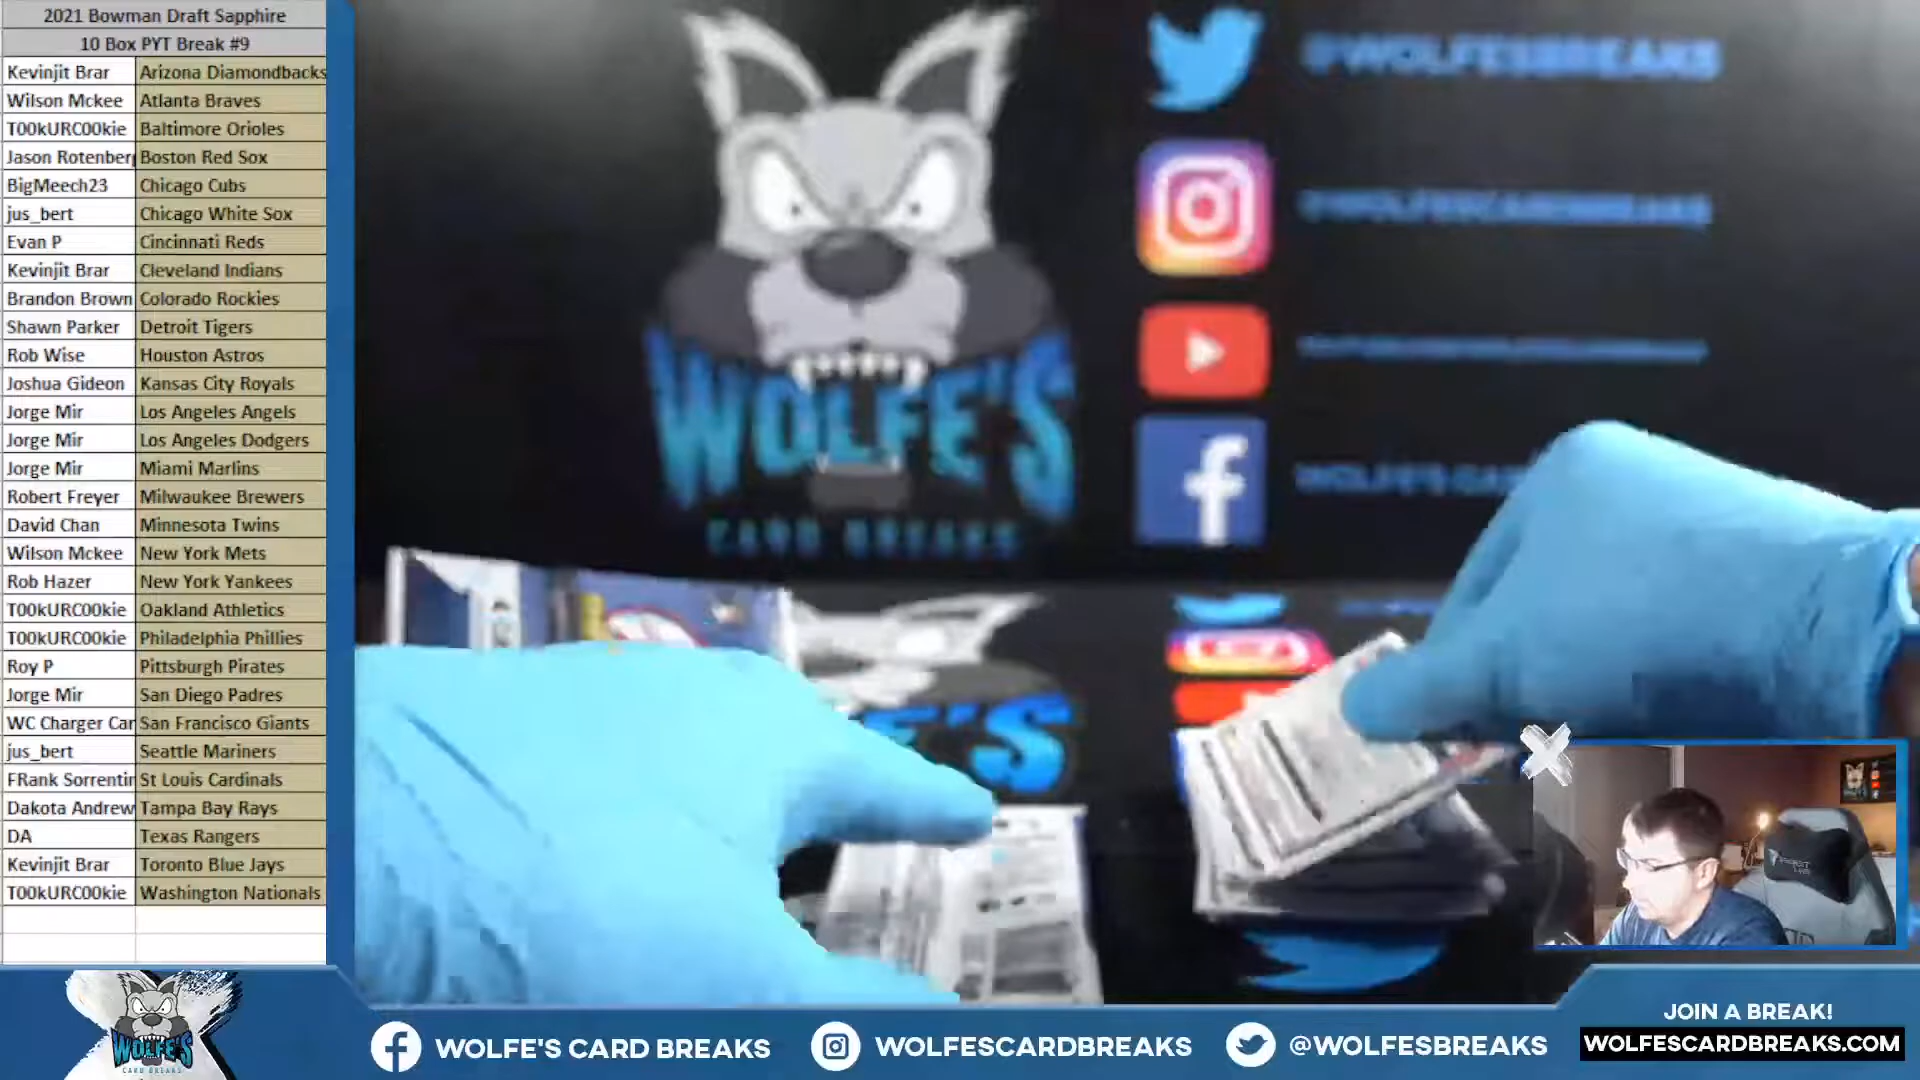 2021 Bowman Draft Sapphire
10 Box PYT Break #9
Kevinjit Brar Arizona Diamondbacks
Wilson Mckee Atlanta Braves
T00kURC00kie Baltimore Orioles
Jason Rotenberg Boston Red Sox
BigMeech23 Chicago Cubs
jus_bert Chicago White Sox
Evan P Cincinnati Reds
Kevinjit Brar Cleveland Indians
Brandon Brown Colorado Rockies
Shawn Parker Detroit Tigers
Rob Wise Houston Astros
Joshua Gideon Kansas City Royals
Jorge Mir Los Angeles Angels
Jorge Mir Los Angeles Dodgers
Jorge Mir Miami Marlins
Robert Freyer Milwaukee Brewers
David Chan Minnesota Twins
Wilson Mckee New York Mets
Rob Hazer New York Yankees
T00kURC00kie Oakland Athletics
T00kURC00kie Philadelphia Phillies
Roy P Pittsburgh Pirates
Jorge Mir San Diego Padres
WC Charger Car San Francisco Giants
jus_bert Seattle Mariners
FRank Sorrentin St Louis Cardinals
Dakota Andrew Tampa Bay Rays
DA Texas Rangers
Kevinjit Brar Toronto Blue Jays
T00kURC00kie Washington Nationals
@WOLFESBREAKS
@WOLFESCARDBREAKS
WOLFE'S
CARD BREAKS
WOLFE'S
E'S
WOLFE'S
CARD BREAKS
WOLFE'S CARD BREAKS
WOLFESCARDBREAKS
@WOLFESBREAKS
JOIN A BREAK!
WOLFESCARDBREAKS.COM